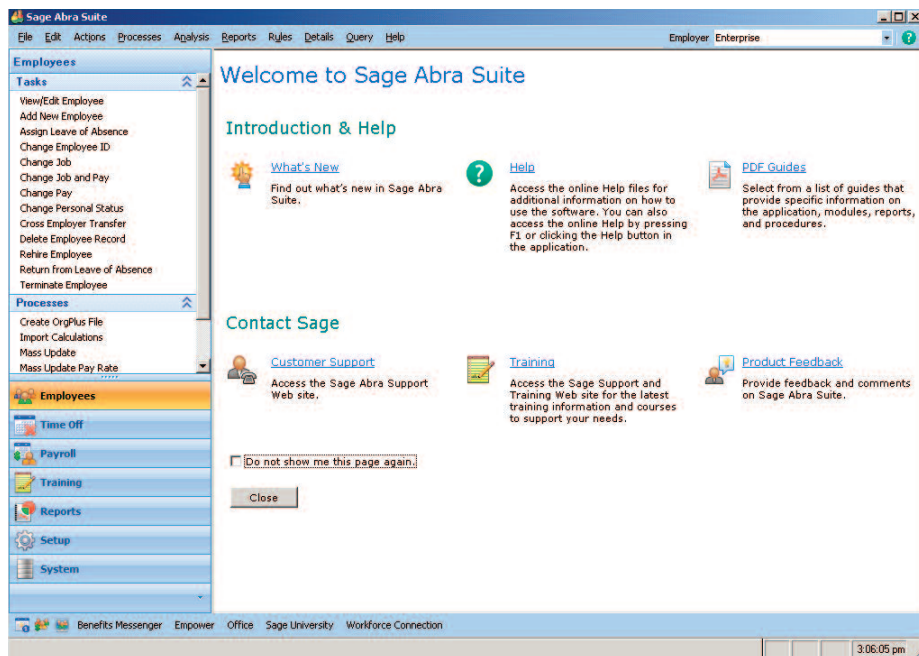 Sage Abra Suite
File Edit Actions Processes Analysis Reports Rules Details Query Help Employer Enterprise
Employees
Tasks
View/Edit Employee
Add New Employee
Assign Leave of Absence
Change Employee ID
Change Job
Change Job and Pay
Change Pay
Change Personal Status
Cross Employer Transfer
Delete Employee Record
Rehire Employee
Return from Leave of Absence
Terminate Employee
Processes
Create OrgPlus File
Import Calculations
Mass Update
Mass Update Pay Rate
Employees
Time Off
Payroll
Training
Reports
Setup
System
Welcome to Sage Abra Suite
Introduction & Help
What's New
Find out what's new in Sage Abra
Suite.
Help
Access the online Help files for
additional information on how to
use the software. You can also
access the online Help by pressing
F1 or clicking the Help button in
the application.
PDF Guides
Select from a list of guides that
provide specific information on
the application, modules, reports,
and procedures.
Contact Sage
Customer Support
Access the Sage Abra Support
Web site.
Training
Access the Sage Support and
Training Web site for the latest
training information and courses
to support your needs.
Product Feedback
Provide feedback and comments
on Sage Abra Suite.
Do not show me this page again.
Close
Benefits Messenger Empower Office Sage University Workforce Connection
3:06:05 pm